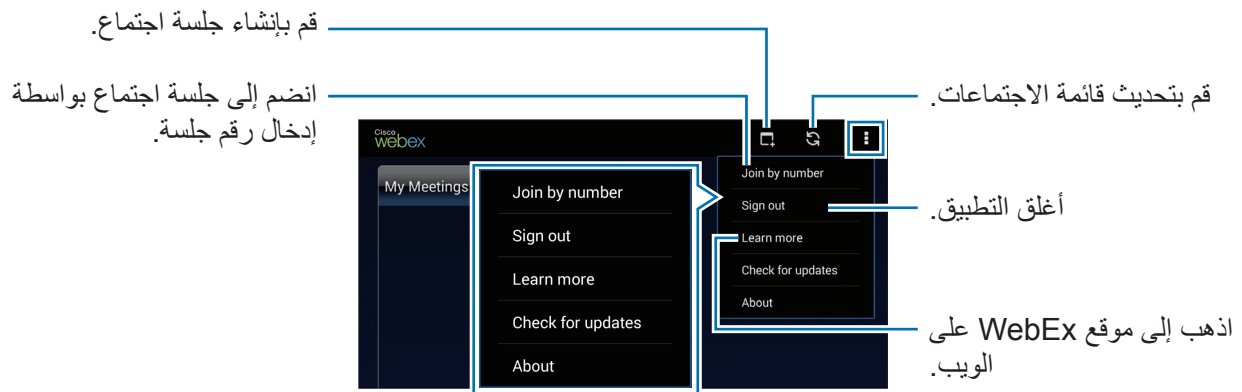 قم بإنشاء جلسة اجتماع.
انضم إلى جلسة اجتماع بواسطة
إدخال رقم جلسة.
قم بتحديث قائمة الاجتماعات.
أغلق التطبيق.
اذهب إلى موقع WebEx على
الويب.
Cisco
webex
My Meetings
Join by number
Sign out
Learn more
Check for updates
About
Join by number
Sign out
Learn more
Check for updates
About